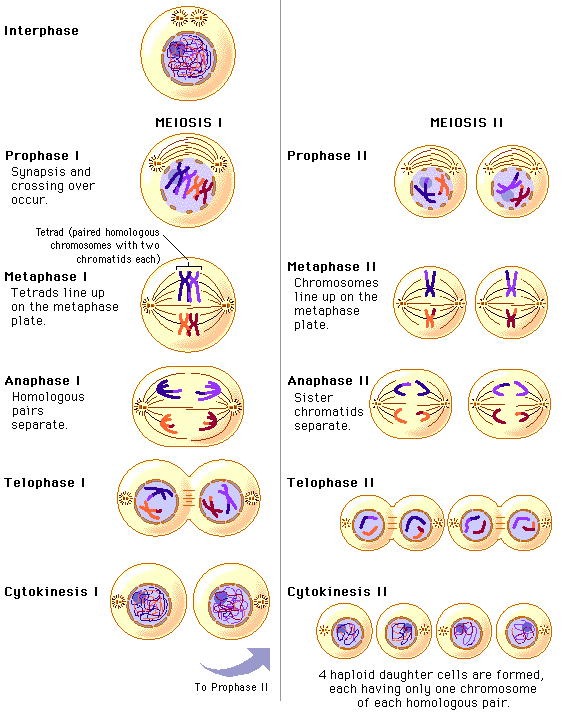 Interphase
MEIOSIS I
Prophase I
Synapsis and
crossing over
occur.
Tetrad (paired homologous
chromosomes with two
chromatids each)
Metaphase I
Tetrads line up
on the metaphase
plate.
Anaphase I
Homologous
pairs
separate.
Telophase I
Cytokinesis I
To Prophase II
MEIOSIS II
Prophase II
Metaphase II
Chromosomes
line up on the
metaphase
plate.
Anaphase II
Sister
chromatids
separate.
Telophase II
Cytokinesis II
4 haploid daughter cells are formed,
each having only one chromosome
of each homologous pair.